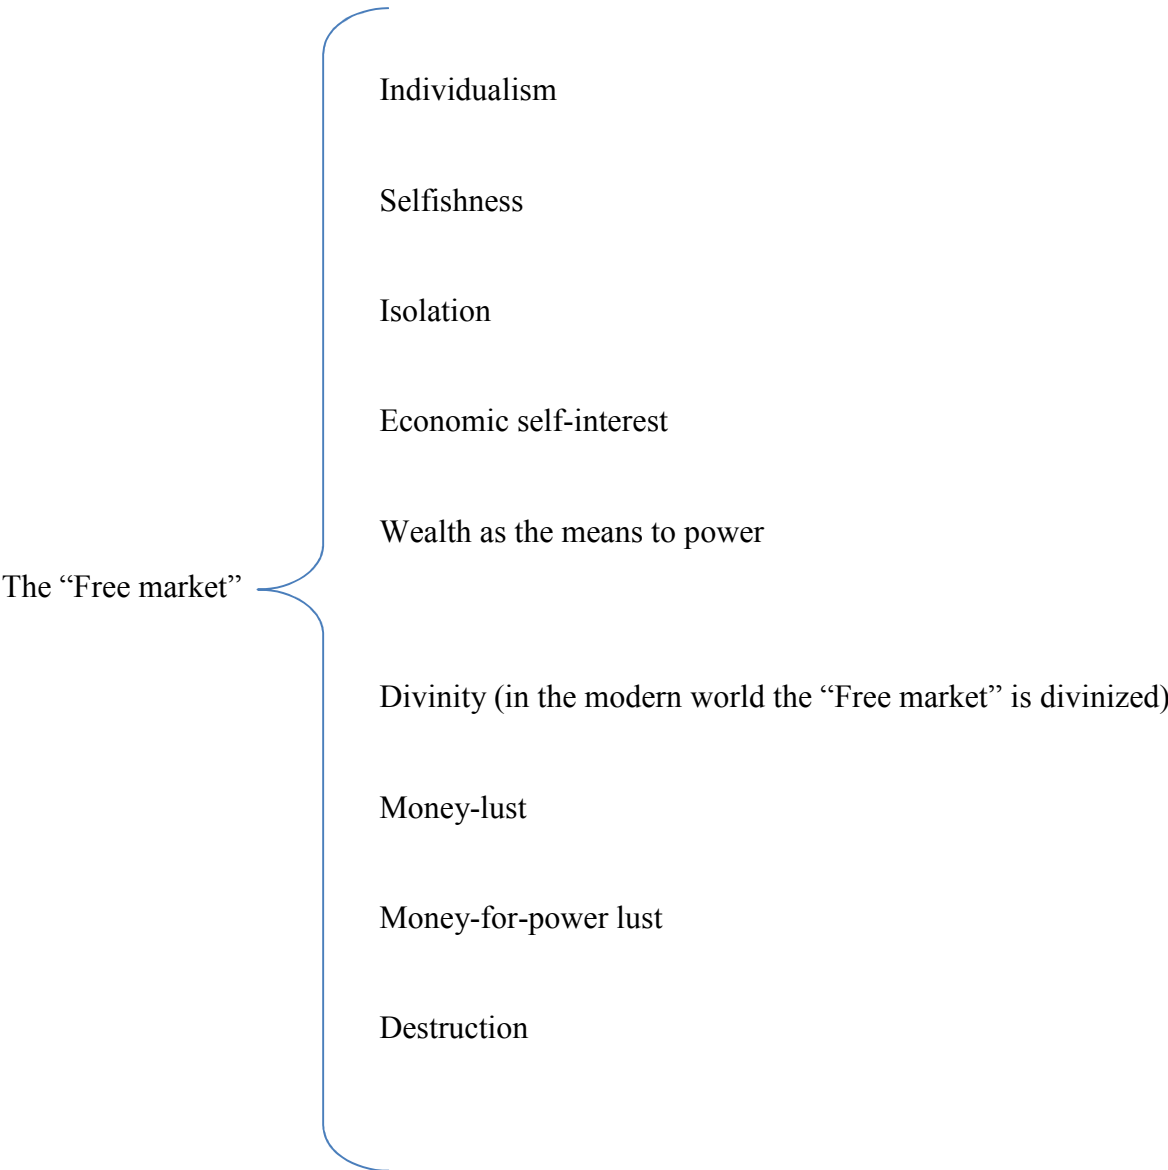 Individualism
Selfishness
Isolation
Economic self-interest
Wealth as the means to power
The “Free market”
Divinity (in the modern world the “Free market” is divinized)
Money-lust
Money-for-power lust
Destruction